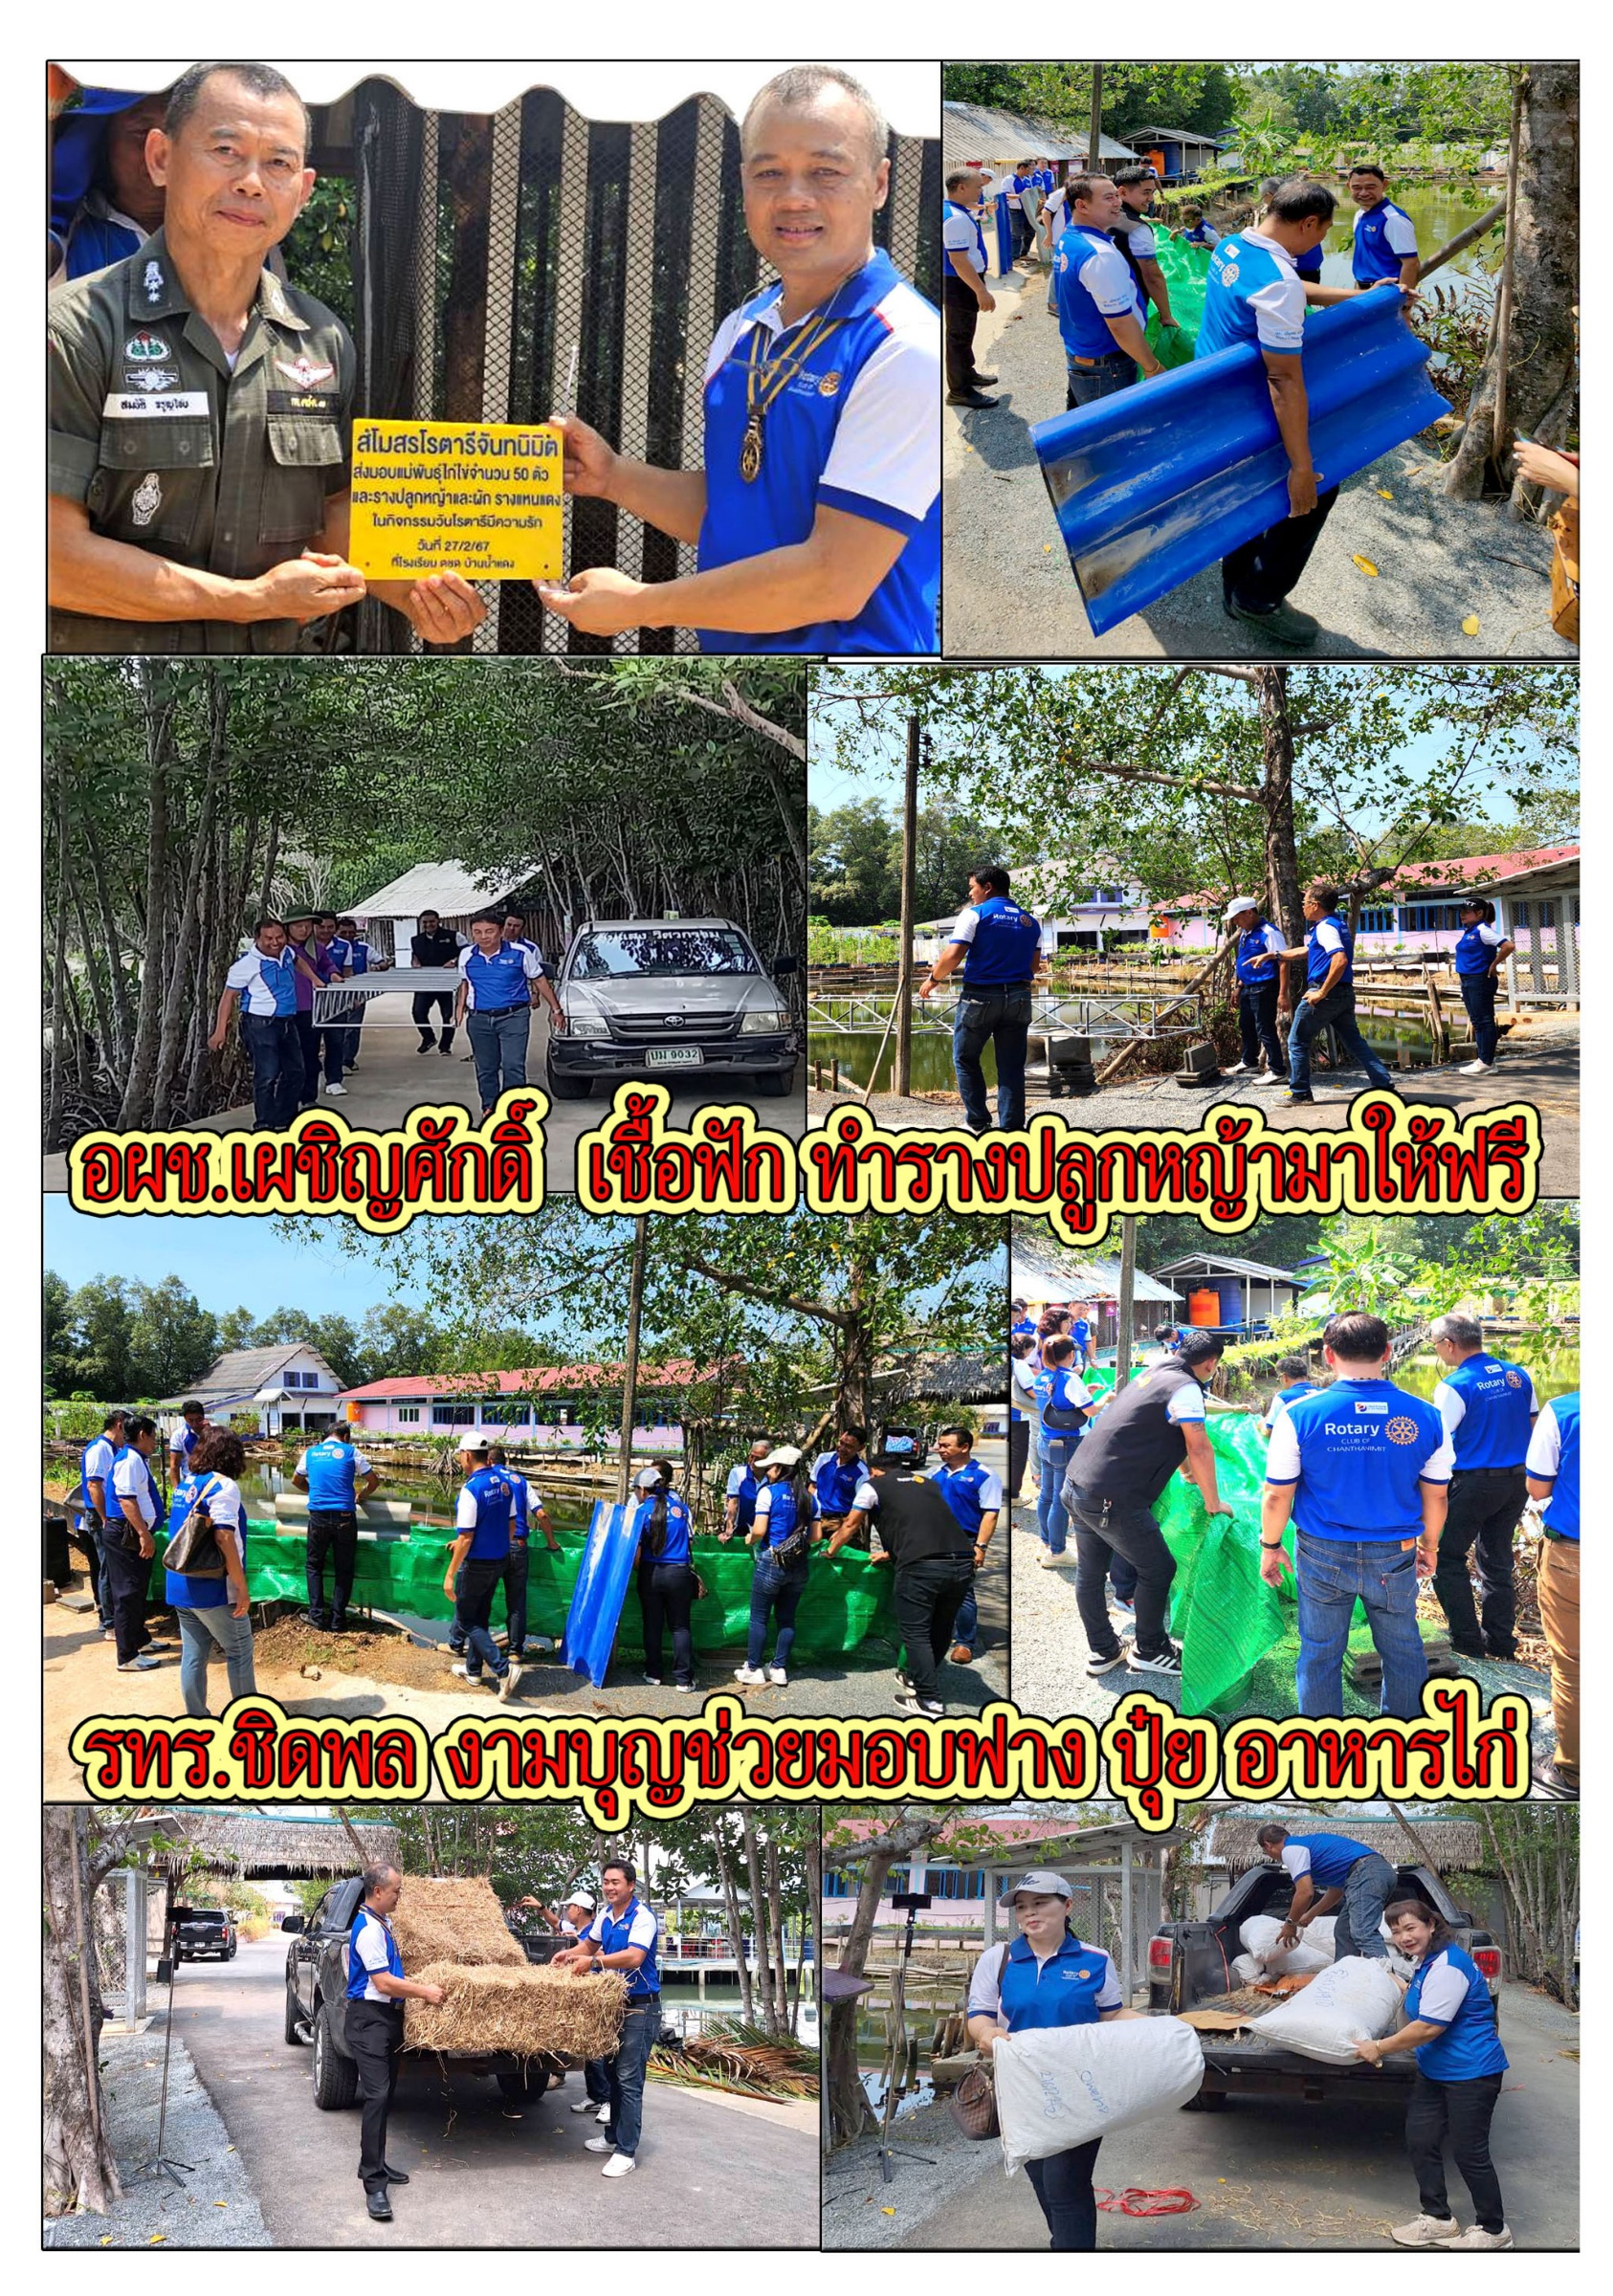 สโมสรโรตารีจันทนิมิต
ส่งมอบแม่พันธุ์ไก่ไข่จำนวน 50 ตัว
และรางปลูกหญ้าและผัก รางแหนแดง
ในกิจกรรมวันโรตารีมีความรัก
วันที่ 27/2/67
ที่โรงเรียน ตชด บ้านน้ำแดง
บม 9032
อผช.เผชิญศักดิ์ เชื้อฟัก ทำรางปลูกหญ้ามาให้ฟรี
Rotary
CLUB OF
CHANTHANIMIT
Rotary
รทร.ชิดพล งามบุญช่วยมอบฟาง ปุ๋ย อาหารไก่